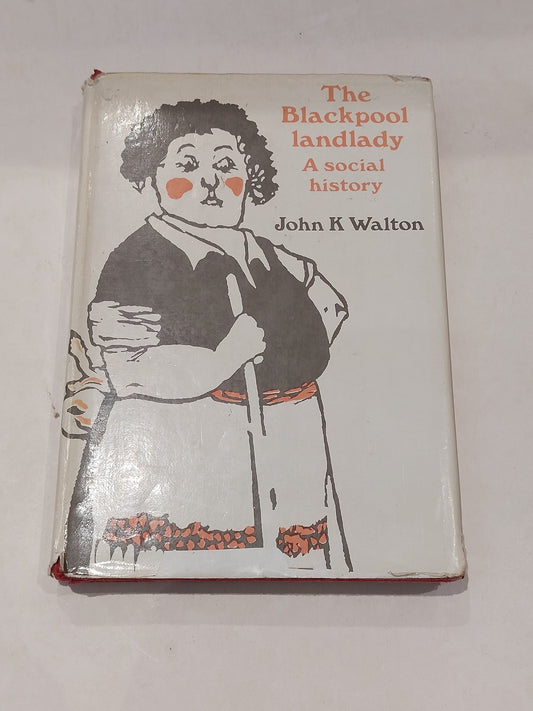 The
Blackpool
landlady
A social
history
John K Walton